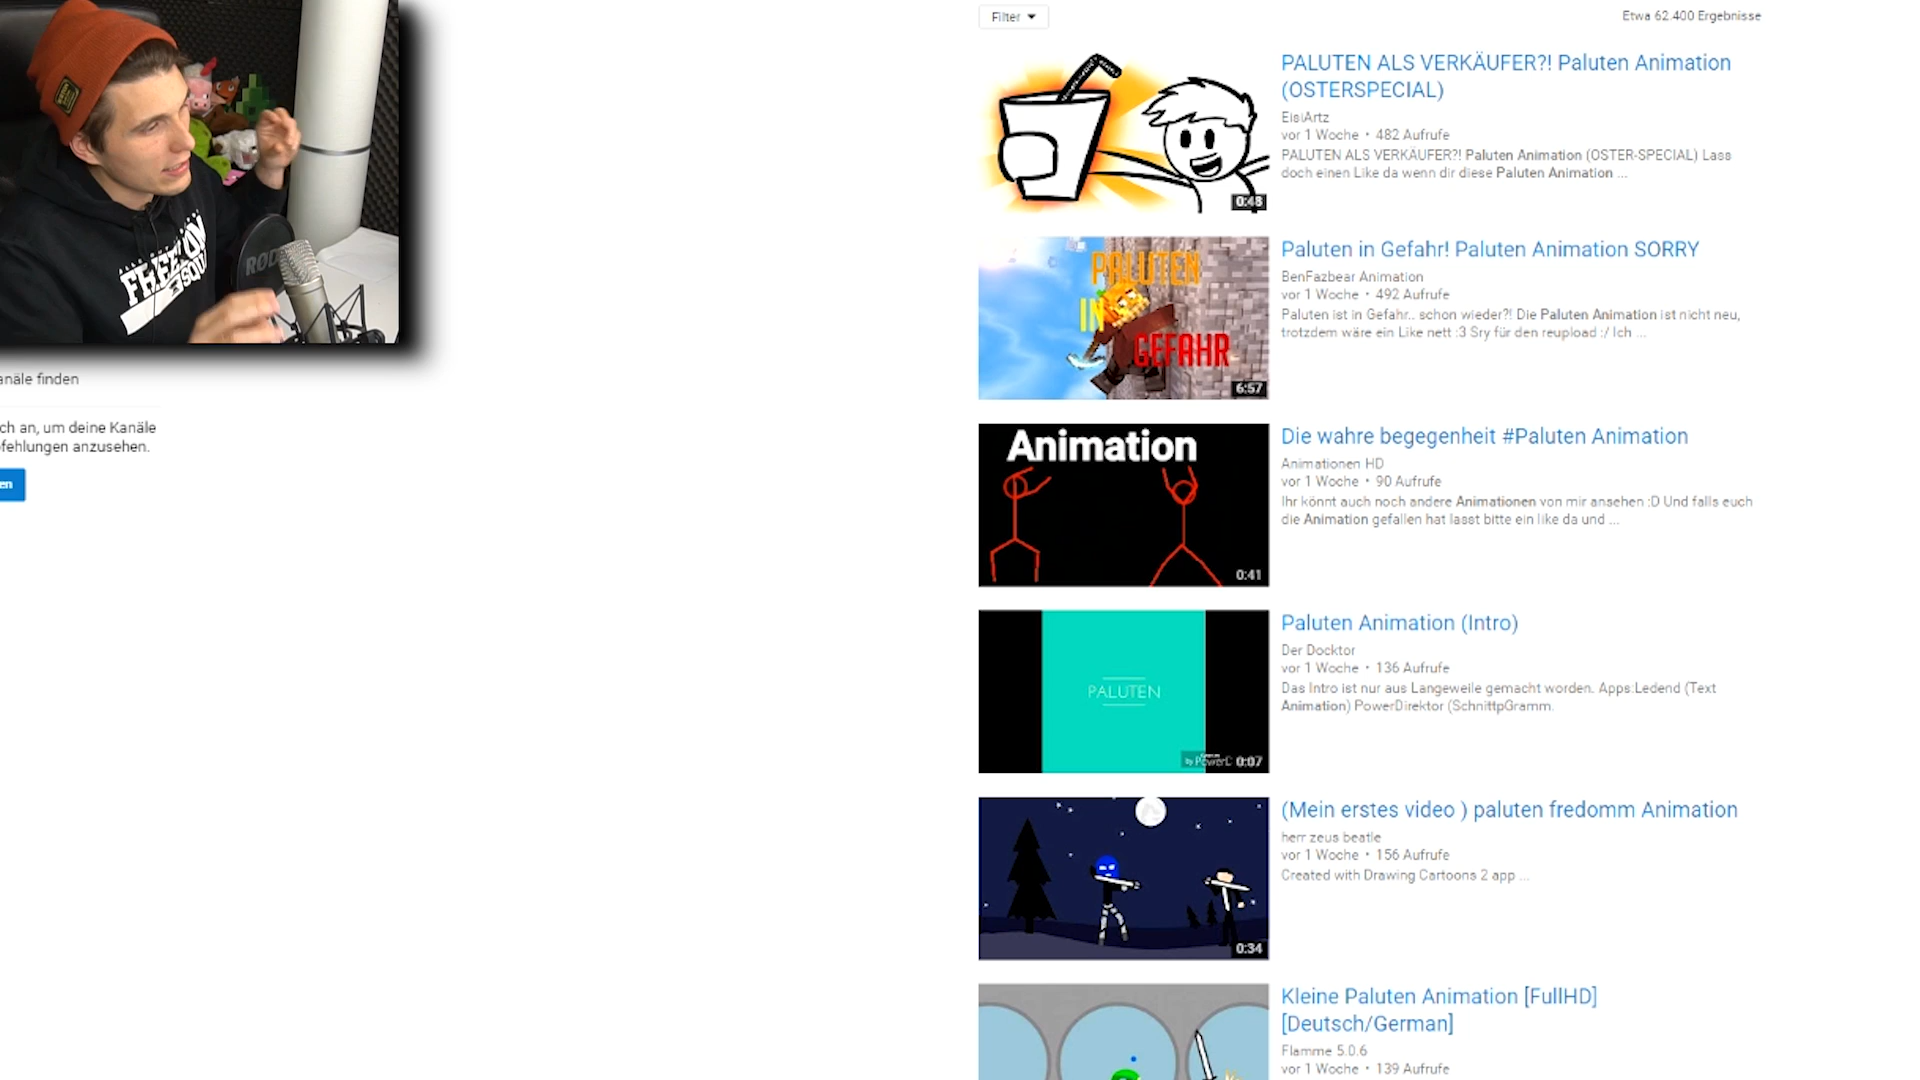 Filter
Etwa 62.400 Ergebnisse
PALUTEN ALS VERKÄUFER?! Paluten Animation
(OSTERSPECIAL)
EisiArtz
vor 1 Woche • 482 Aufrufe
PALUTEN ALS VERKÄUFER?! Paluten Animation (OSTER-SPECIAL) Lass
doch einen Like da wenn dir diese Paluten Animation ...
0:48
RØDE
anäle finden
ch an, um deine Kanäle
fehlungen anzusehen.
en
PALUTEN
IN
GEFAHR
6:57
Paluten in Gefahr! Paluten Animation SORRY
BenFazbear Animation
vor 1 Woche • 492 Aufrufe
Paluten ist in Gefahr.. schon wieder?! Die Paluten Animation ist nicht neu,
trotzdem wäre ein Like nett :3 Sry für den reupload :/ Ich ...
Animation
0:41
Die wahre begegenheit #Paluten Animation
Animationen HD
vor 1 Woche • 90 Aufrufe
Ihr könnt auch noch andere Animationen von mir ansehen :D Und falls euch
die Animation gefallen hat lasst bitte ein like da und ...
PALUTEN
by PowerD
0:07
Paluten Animation (Intro)
Der Docktor
vor 1 Woche • 136 Aufrufe
Das Intro ist nur aus Langeweile gemacht worden. Apps:Ledend (Text
Animation) PowerDirektor (SchnittpGramm.
0:34
(Mein erstes video ) paluten fredomm Animation
herr zeus beatle
vor 1 Woche • 156 Aufrufe
Created with Drawing Cartoons 2 app ...
Kleine Paluten Animation [FullHD]
[Deutsch/German]
Flamme 5.0.6
vor 1 Woche • 139 Aufrufe